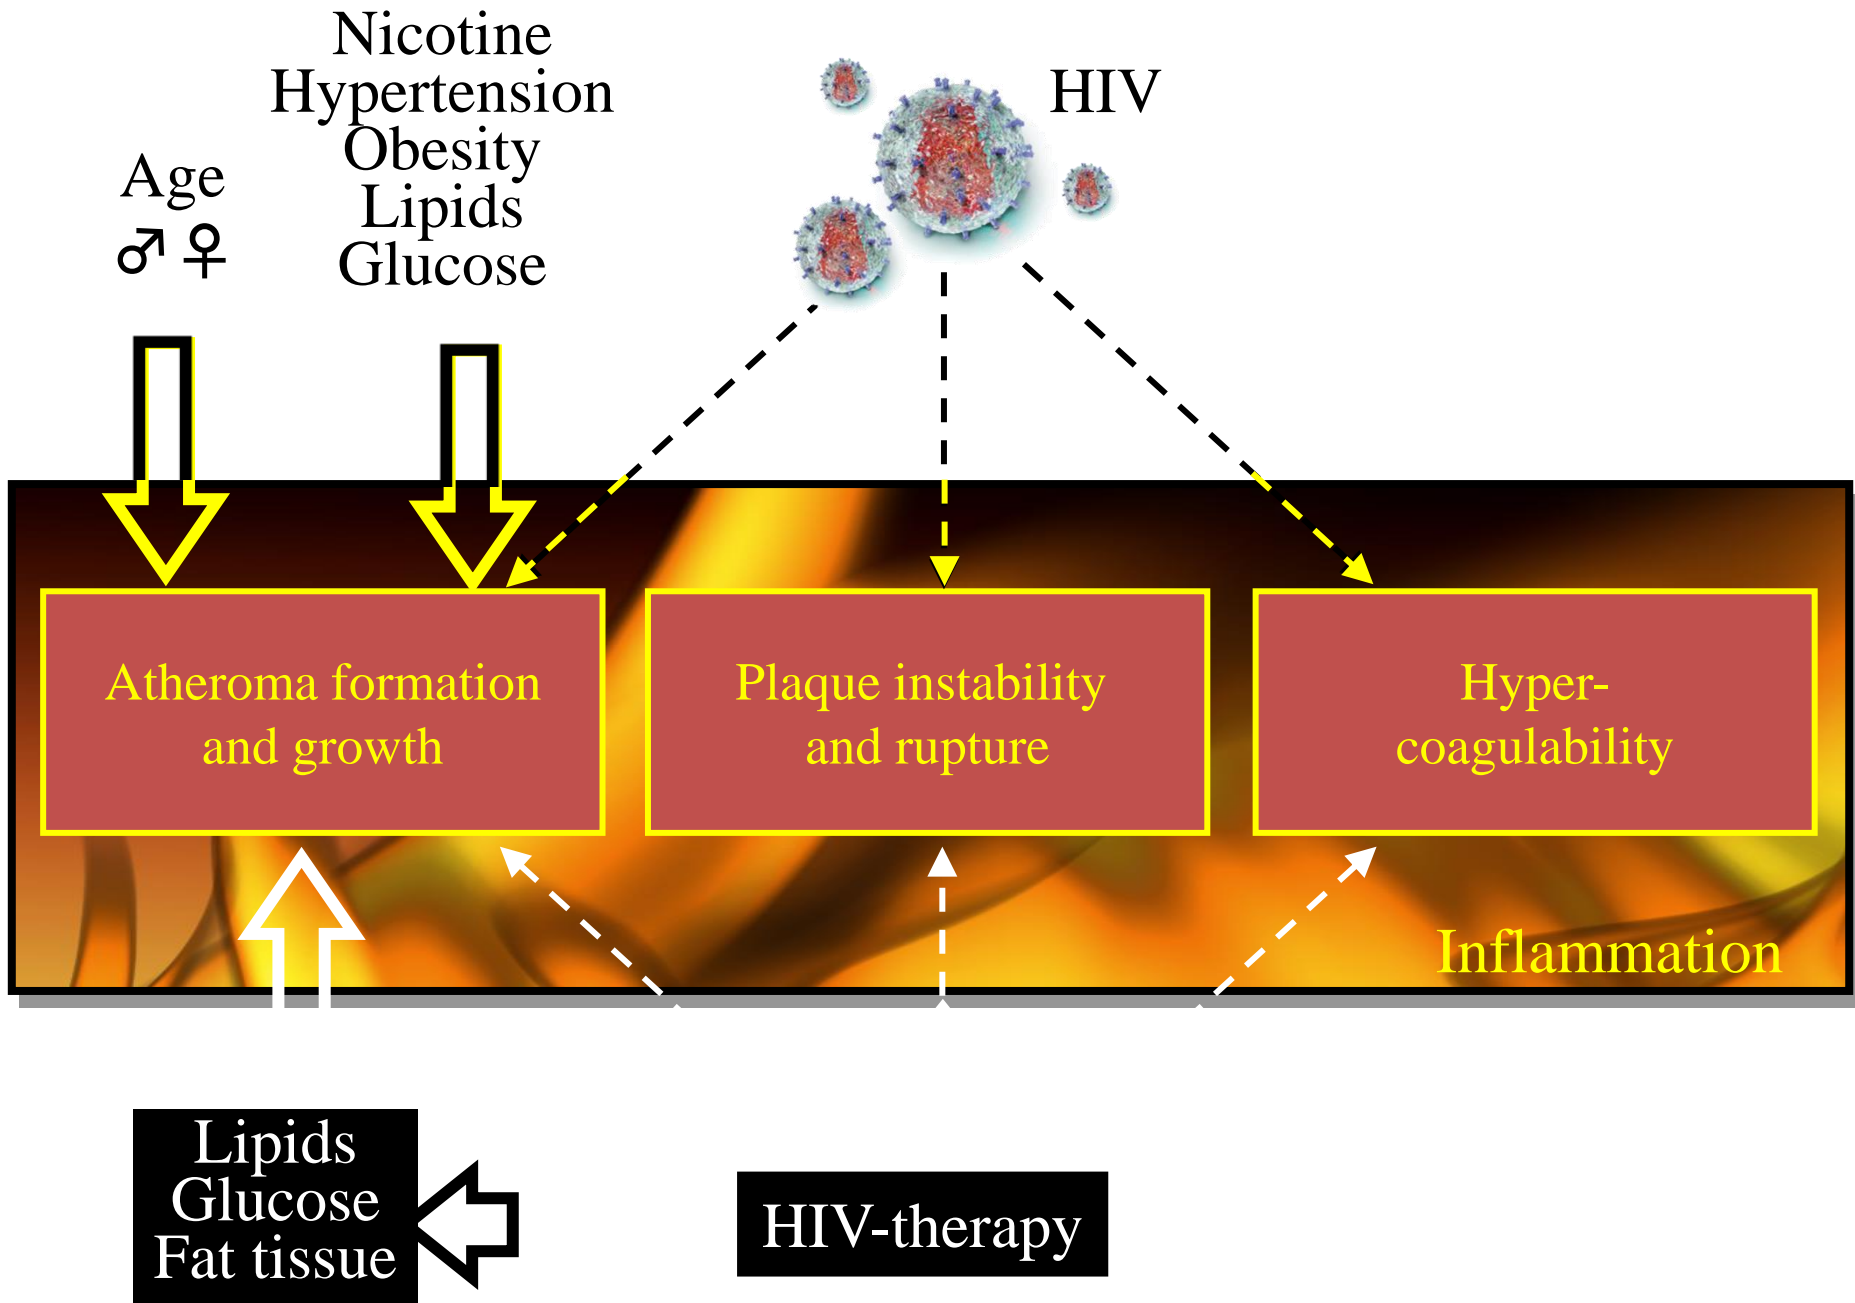 Nicotine
Hypertension
Obesity
Lipids
Glucose
Age
♂♀
HIV
Atheroma formation
and growth
Plaque instability
and rupture
Hyper-
coagulability
Inflammation
Lipids
Glucose
Fat tissue
HIV-therapy